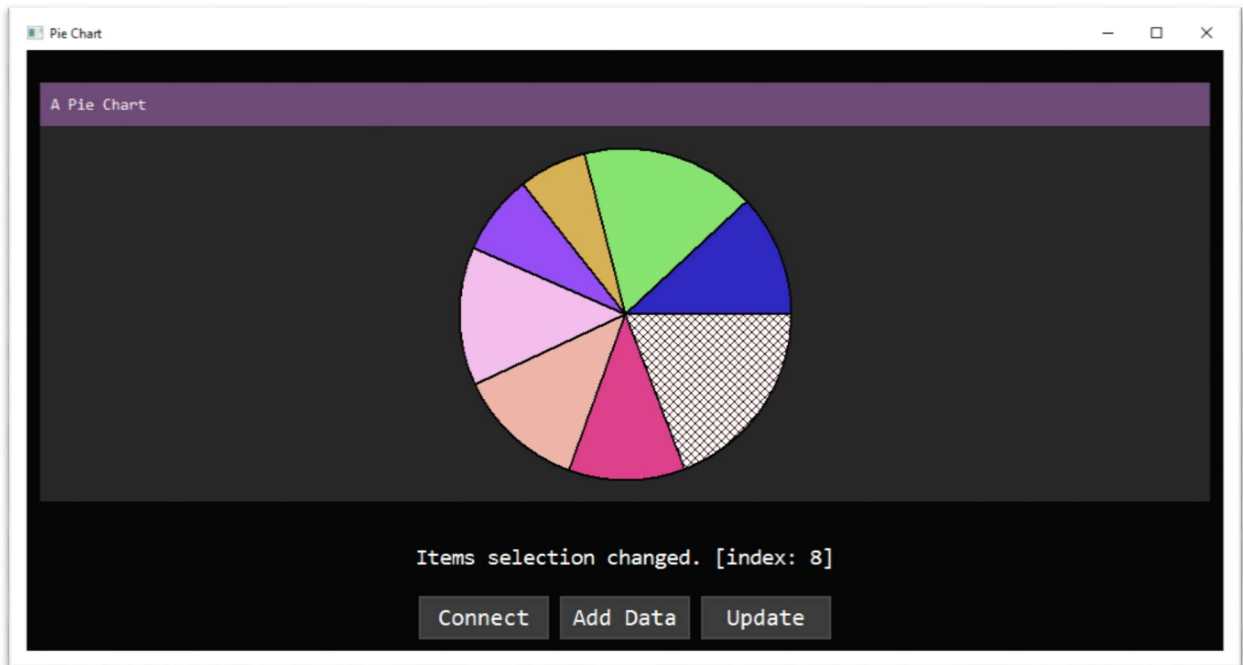 Pie Chart
A Pie Chart
Items selection changed. [index: 8]
Connect Add Data Update